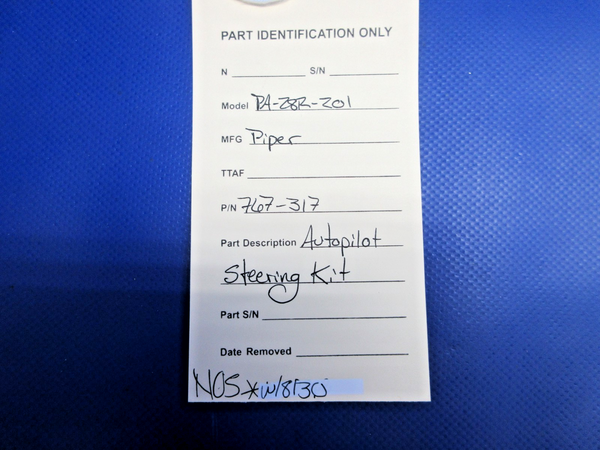 PART IDENTIFICATION ONLY
N S/N
Model PA-28R-201
MFG Piper
TTAF
P/N 767-317
Part Description Autopilot
Steering Kit
Part S/N
Date Removed
NOS * w/8130